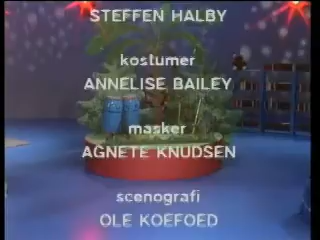 STEFFEN HALBY
kostumer
ANNELISE BAILEY
masker
AGNETE KNUDSEN
scenografi
OLE KOEFOED